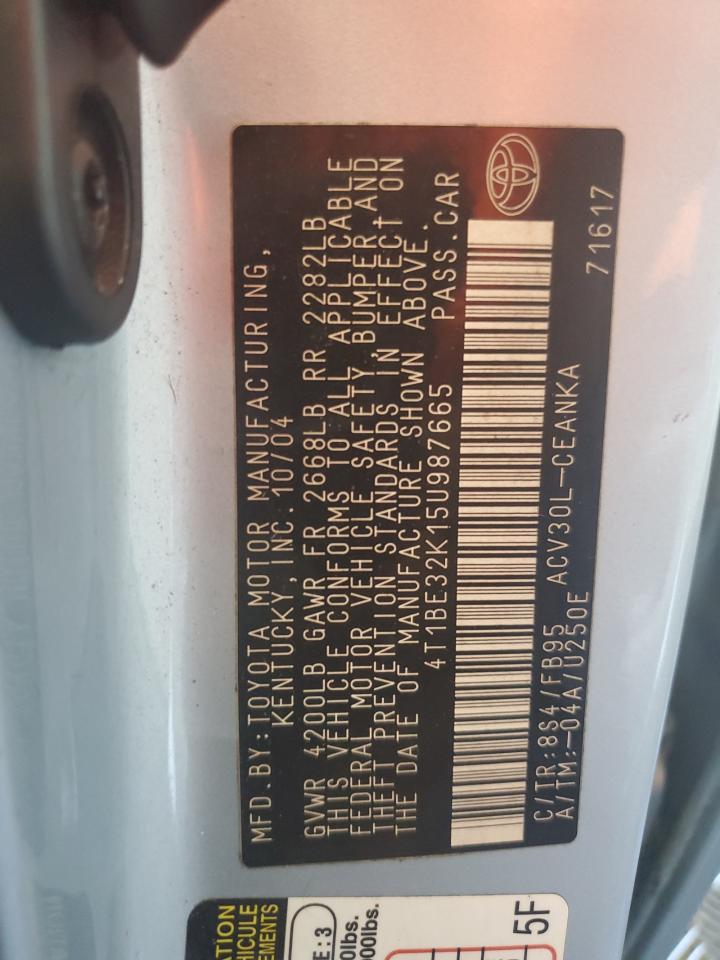 MFD.BY:TOYOTA MOTOR MANUFACTURING,
KENTUCKY,INC.10/04
GVWR 4200LB GAWR,FR 2668LB RR 2282LB
THIS VEHICLE CONFORMS TO ALL APPLICABLE
FEDERAL MOTOR VEHICLE SAFETY,BUMPER AND
THEFT PREVENTION STANDARDS IN EFFECT ON
THE DATE OF MANUFACTURE SHOWN ABOVE.
4T1BE32K15U987665 PASS.CAR
C/TR:8S4/FB95 ACV30L-CEANKA 71617
A/TM:-04A/U250E
5F